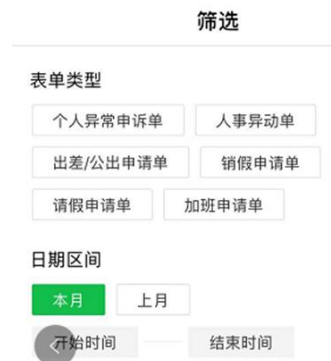 筛选
表单类型
个人异常申诉单 人事异动单
出差/公出申请单 销假申请单
请假申请单 加班申请单
日期区间
本月 上月
开始时间 结束时间